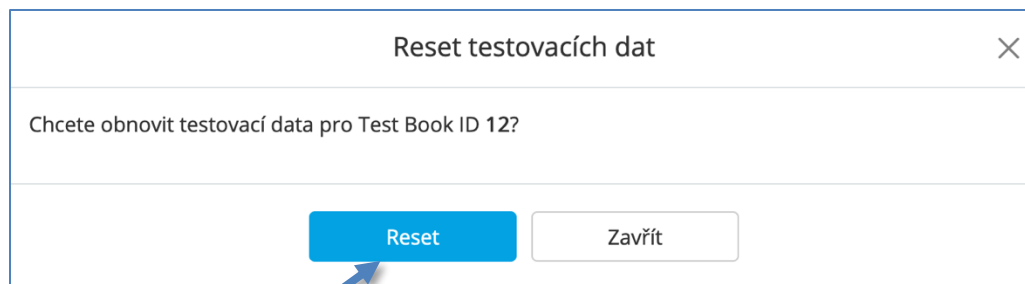 Reset testovacích dat
Chcete obnovit testovací data pro Test Book ID 12?
Reset Zavřít